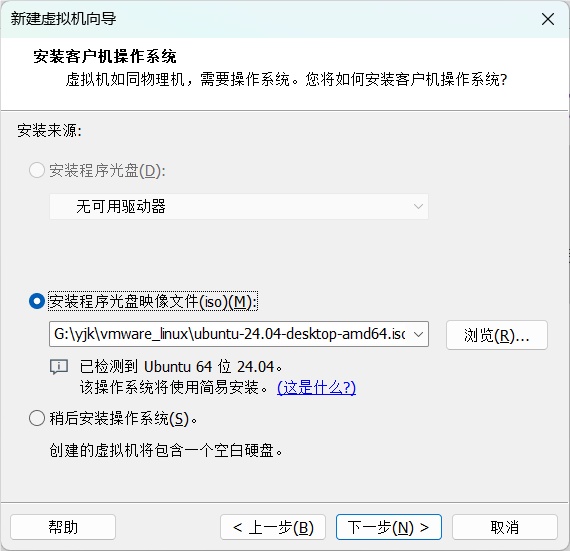 新建虚拟机向导
安装客户机操作系统
虚拟机如同物理机，需要操作系统。您将如何安装客户机操作系统?
安装来源:
安装程序光盘(D):
无可用驱动器
安装程序光盘映像文件(iso)(M):
G:\yjk\vmware_linux\ubuntu-24.04-desktop-amd64.iso
浏览(R)...
已检测到 Ubuntu 64 位 24.04。
该操作系统将使用简易安装。(这是什么?)
稍后安装操作系统(S)。
创建的虚拟机将包含一个空白硬盘。
帮助
< 上一步(B)
下一步(N) >
取消